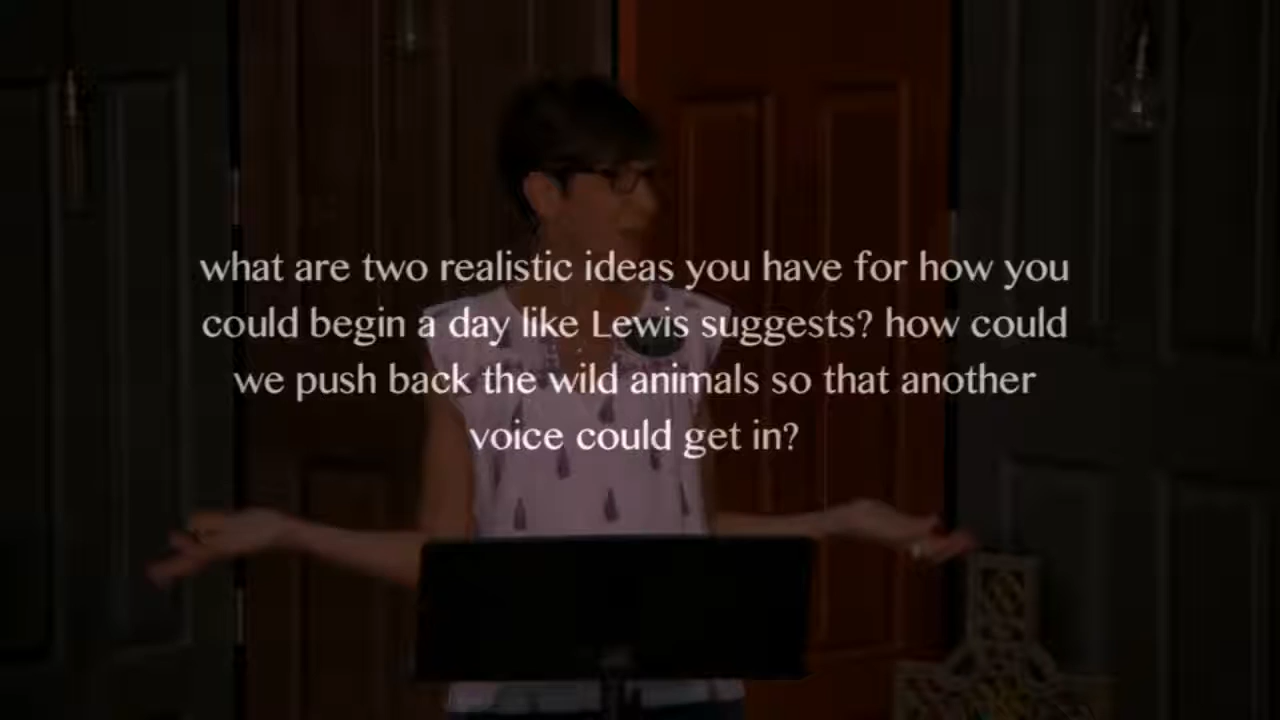 what are two realistic ideas you have for how you
could begin a day like Lewis suggests? how could
we push back the wild animals so that another
voice could get in?